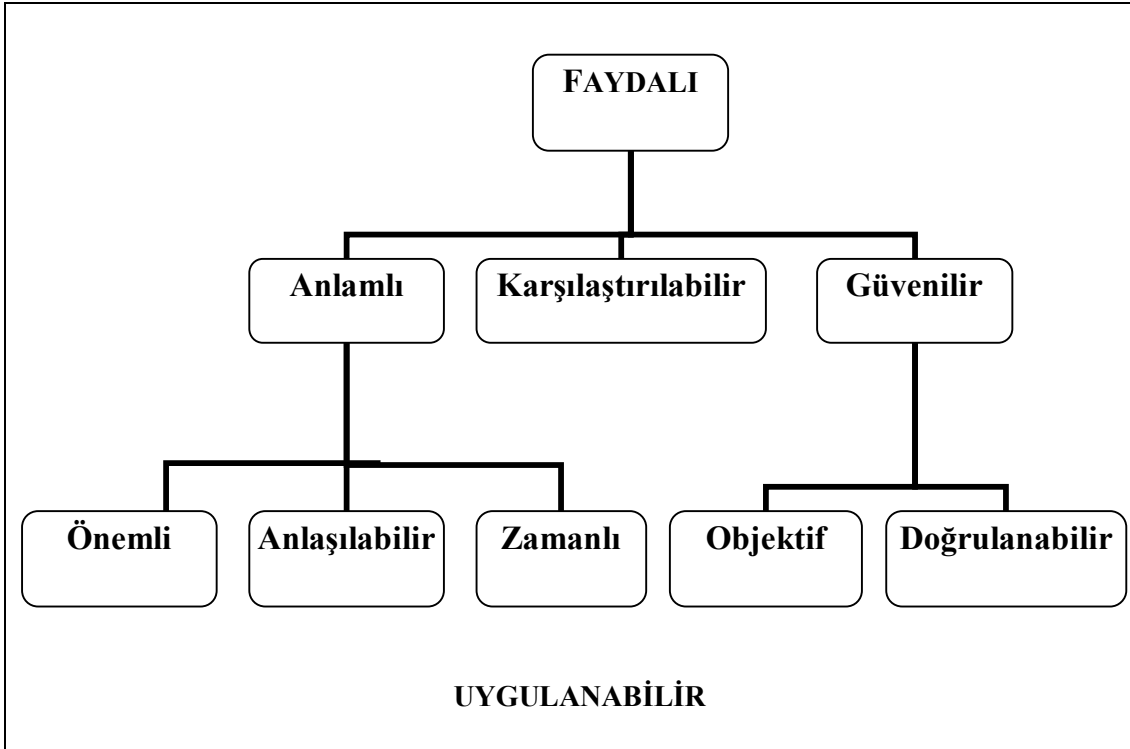 FAYDALI
Anlamlı
Karşılaştırılabilir
Güvenilir
Önemli
Anlaşılabilir
Zamanlı
Objektif
Doğrulanabilir
UYGULANABİLİR